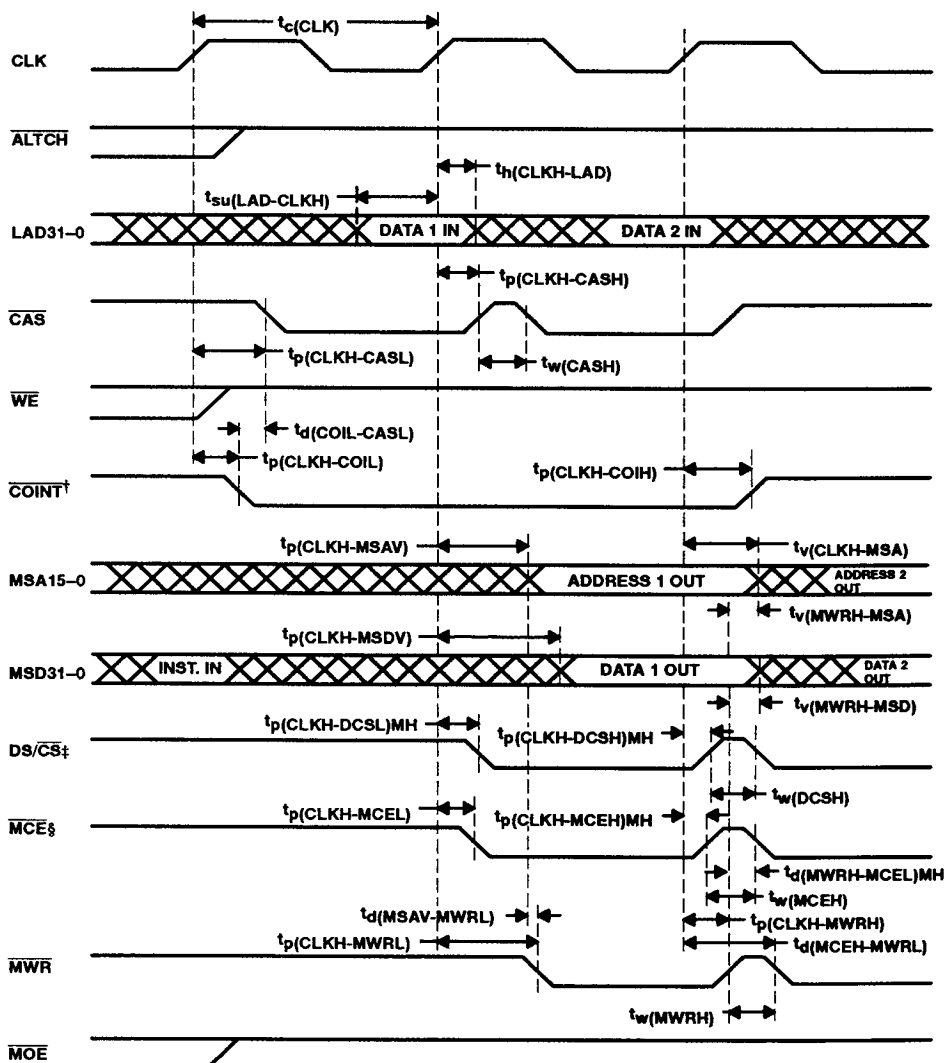 tc(CLK)
CLK
ALTCH
th(CLKH-LAD)
tsu(LAD-CLKH)
LAD31–0
DATA 1 IN
DATA 2 IN
tp(CLKH-CASH)
CAS
tp(CLKH-CASL)
tw(CASH)
WE
td(COIL-CASL)
tp(CLKH-COIL)
tp(CLKH-COIH)
COINT†
tp(CLKH-MSAV)
tv(CLKH-MSA)
MSA15–0
ADDRESS 1 OUT
ADDRESS 2
OUT
tv(MWRH-MSA)
tp(CLKH-MSDV)
MSD31–0
INST. IN
DATA 1 OUT
DATA 2
OUT
tv(MWRH-MSD)
tp(CLKH-DCSL)MH
tp(CLKH-DCSH)MH
DS/CS‡
tw(DCSH)
tp(CLKH-MCEL)
tp(CLKH-MCEH)MH
MCE§
td(MWRH-MCEL)MH
tw(MCEH)
td(MSAV-MWRL)
tp(CLKH-MWRH)
tp(CLKH-MWRL)
td(MCEH-MWRL)
MWR
tw(MWRH)
MOE